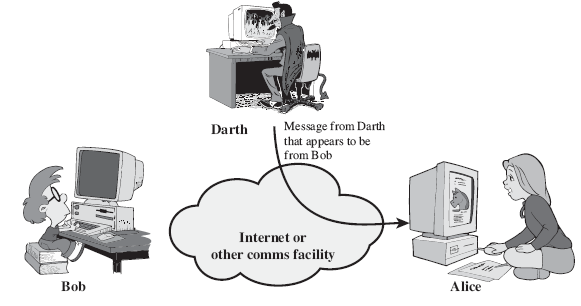 Darth
Message from Darth
that appears to be
from Bob
Internet or
other comms facility
Bob
Alice